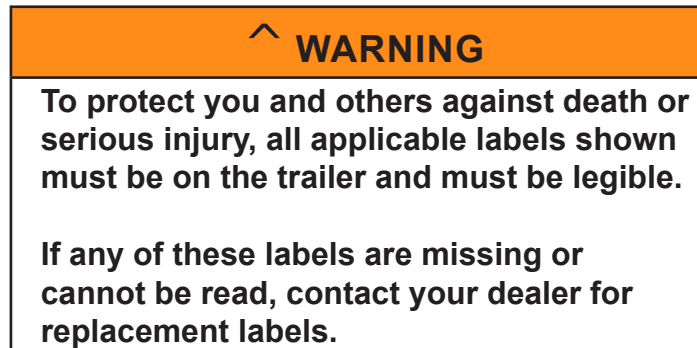 ^ WARNING
To protect you and others against death or
serious injury, all applicable labels shown
must be on the trailer and must be legible.
If any of these labels are missing or
cannot be read, contact your dealer for
replacement labels.